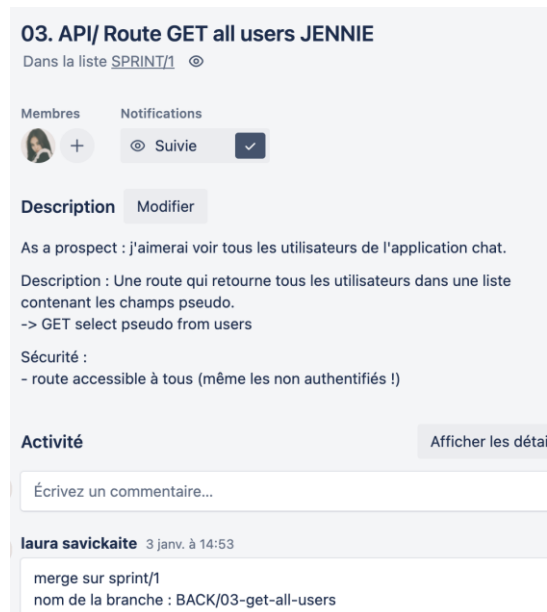 03. API/ Route GET all users JENNIE
Dans la liste SPRINT/1
Membres
Notifications
+
Suivie
Description
Modifier
As a prospect : j'aimerai voir tous les utilisateurs de l'application chat.
Description : Une route qui retourne tous les utilisateurs dans une liste
contenant les champs pseudo.
-> GET select pseudo from users
Sécurité :
- route accessible à tous (même les non authentifiés !)
Activité
Afficher les détai
Écrivez un commentaire...
laura savickaite 3 janv. à 14:53
merge sur sprint/1
nom de la branche : BACK/03-get-all-users